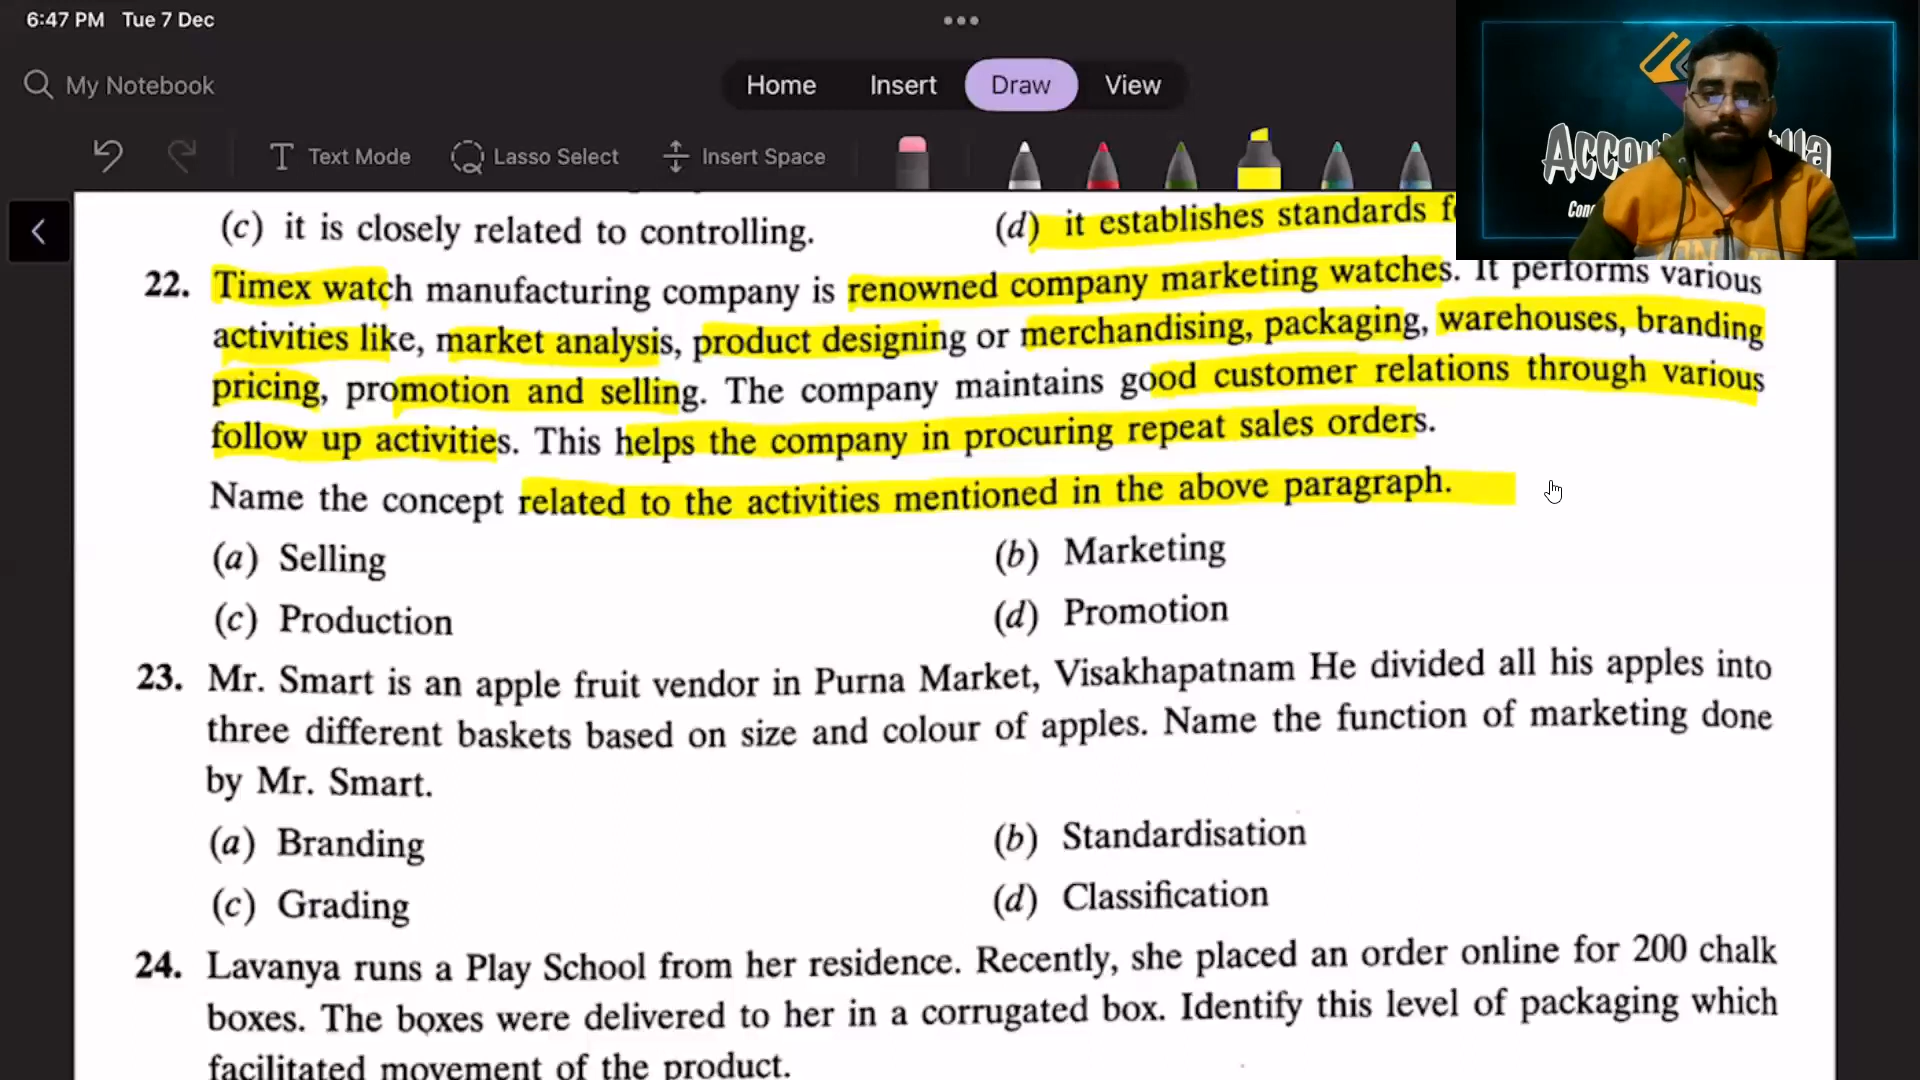 6:47 PM Tue 7 Dec
My Notebook
Home Insert Draw View
Text Mode Lasso Select Insert Space
(c) it is closely related to controlling. (d) it establishes standards
22. Timex watch manufacturing company is renowned company marketing watches. It performs various
activities like, market analysis, product designing or merchandising, packaging, warehouses, branding
pricing, promotion and selling. The company maintains good customer relations through various
follow up activities. This helps the company in procuring repeat sales orders.
Name the concept related to the activities mentioned in the above paragraph.
(a) Selling (b) Marketing
(c) Production (d) Promotion
23. Mr. Smart is an apple fruit vendor in Purna Market, Visakhapatnam He divided all his apples into
three different baskets based on size and colour of apples. Name the function of marketing done
by Mr. Smart.
(a) Branding (b) Standardisation
(c) Grading (d) Classification
24. Lavanya runs a Play School from her residence. Recently, she placed an order online for 200 chalk
boxes. The boxes were delivered to her in a corrugated box. Identify this level of packaging which
facilitated movement of the product.